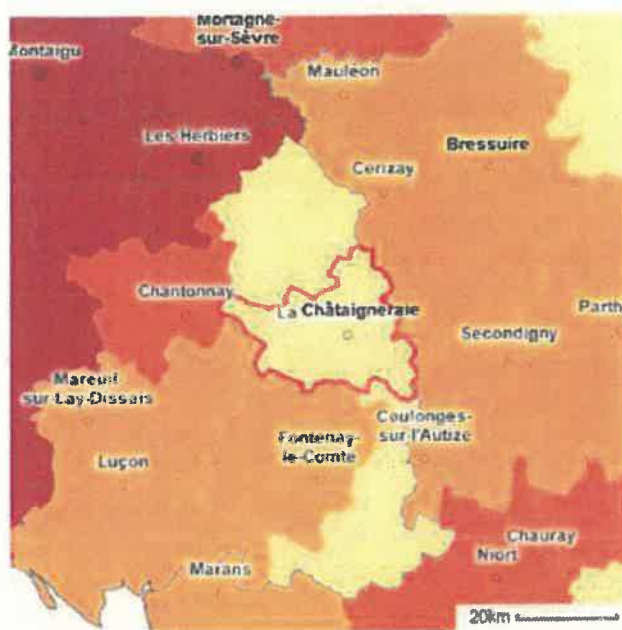 Mortagne-
sur-Sèvre
Montaigu
Mauléon
Les Herbiers
Bressuire
Cerizay
Chantonnay
La Châtaigneraie
Parth
Secondigny
Mareuil
sur-Lay-Dissais
Coulonges-
sur-l'Autize
Fontenay-
le-Comte
Luçon
Chauray
Niort
Marans
20km